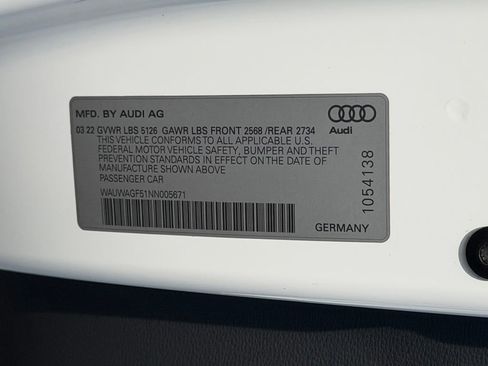 MFD. BY AUDI AG
03.22 GVWR LBS 5126 GAWR LBS FRONT 2568 /REAR 2734
THIS VEHICLE CONFORMS TO ALL APPLICABLE U.S.
FEDERAL MOTOR VEHICLE SAFETY, BUMPER AND THEFT
PREVENTION STANDARDS IN EFFECT ON THE DATE OF
MANUFACTURE SHOWN ABOVE
PASSENGER CAR
WAUWAGF51NN005671
Audi
1054138
GERMANY